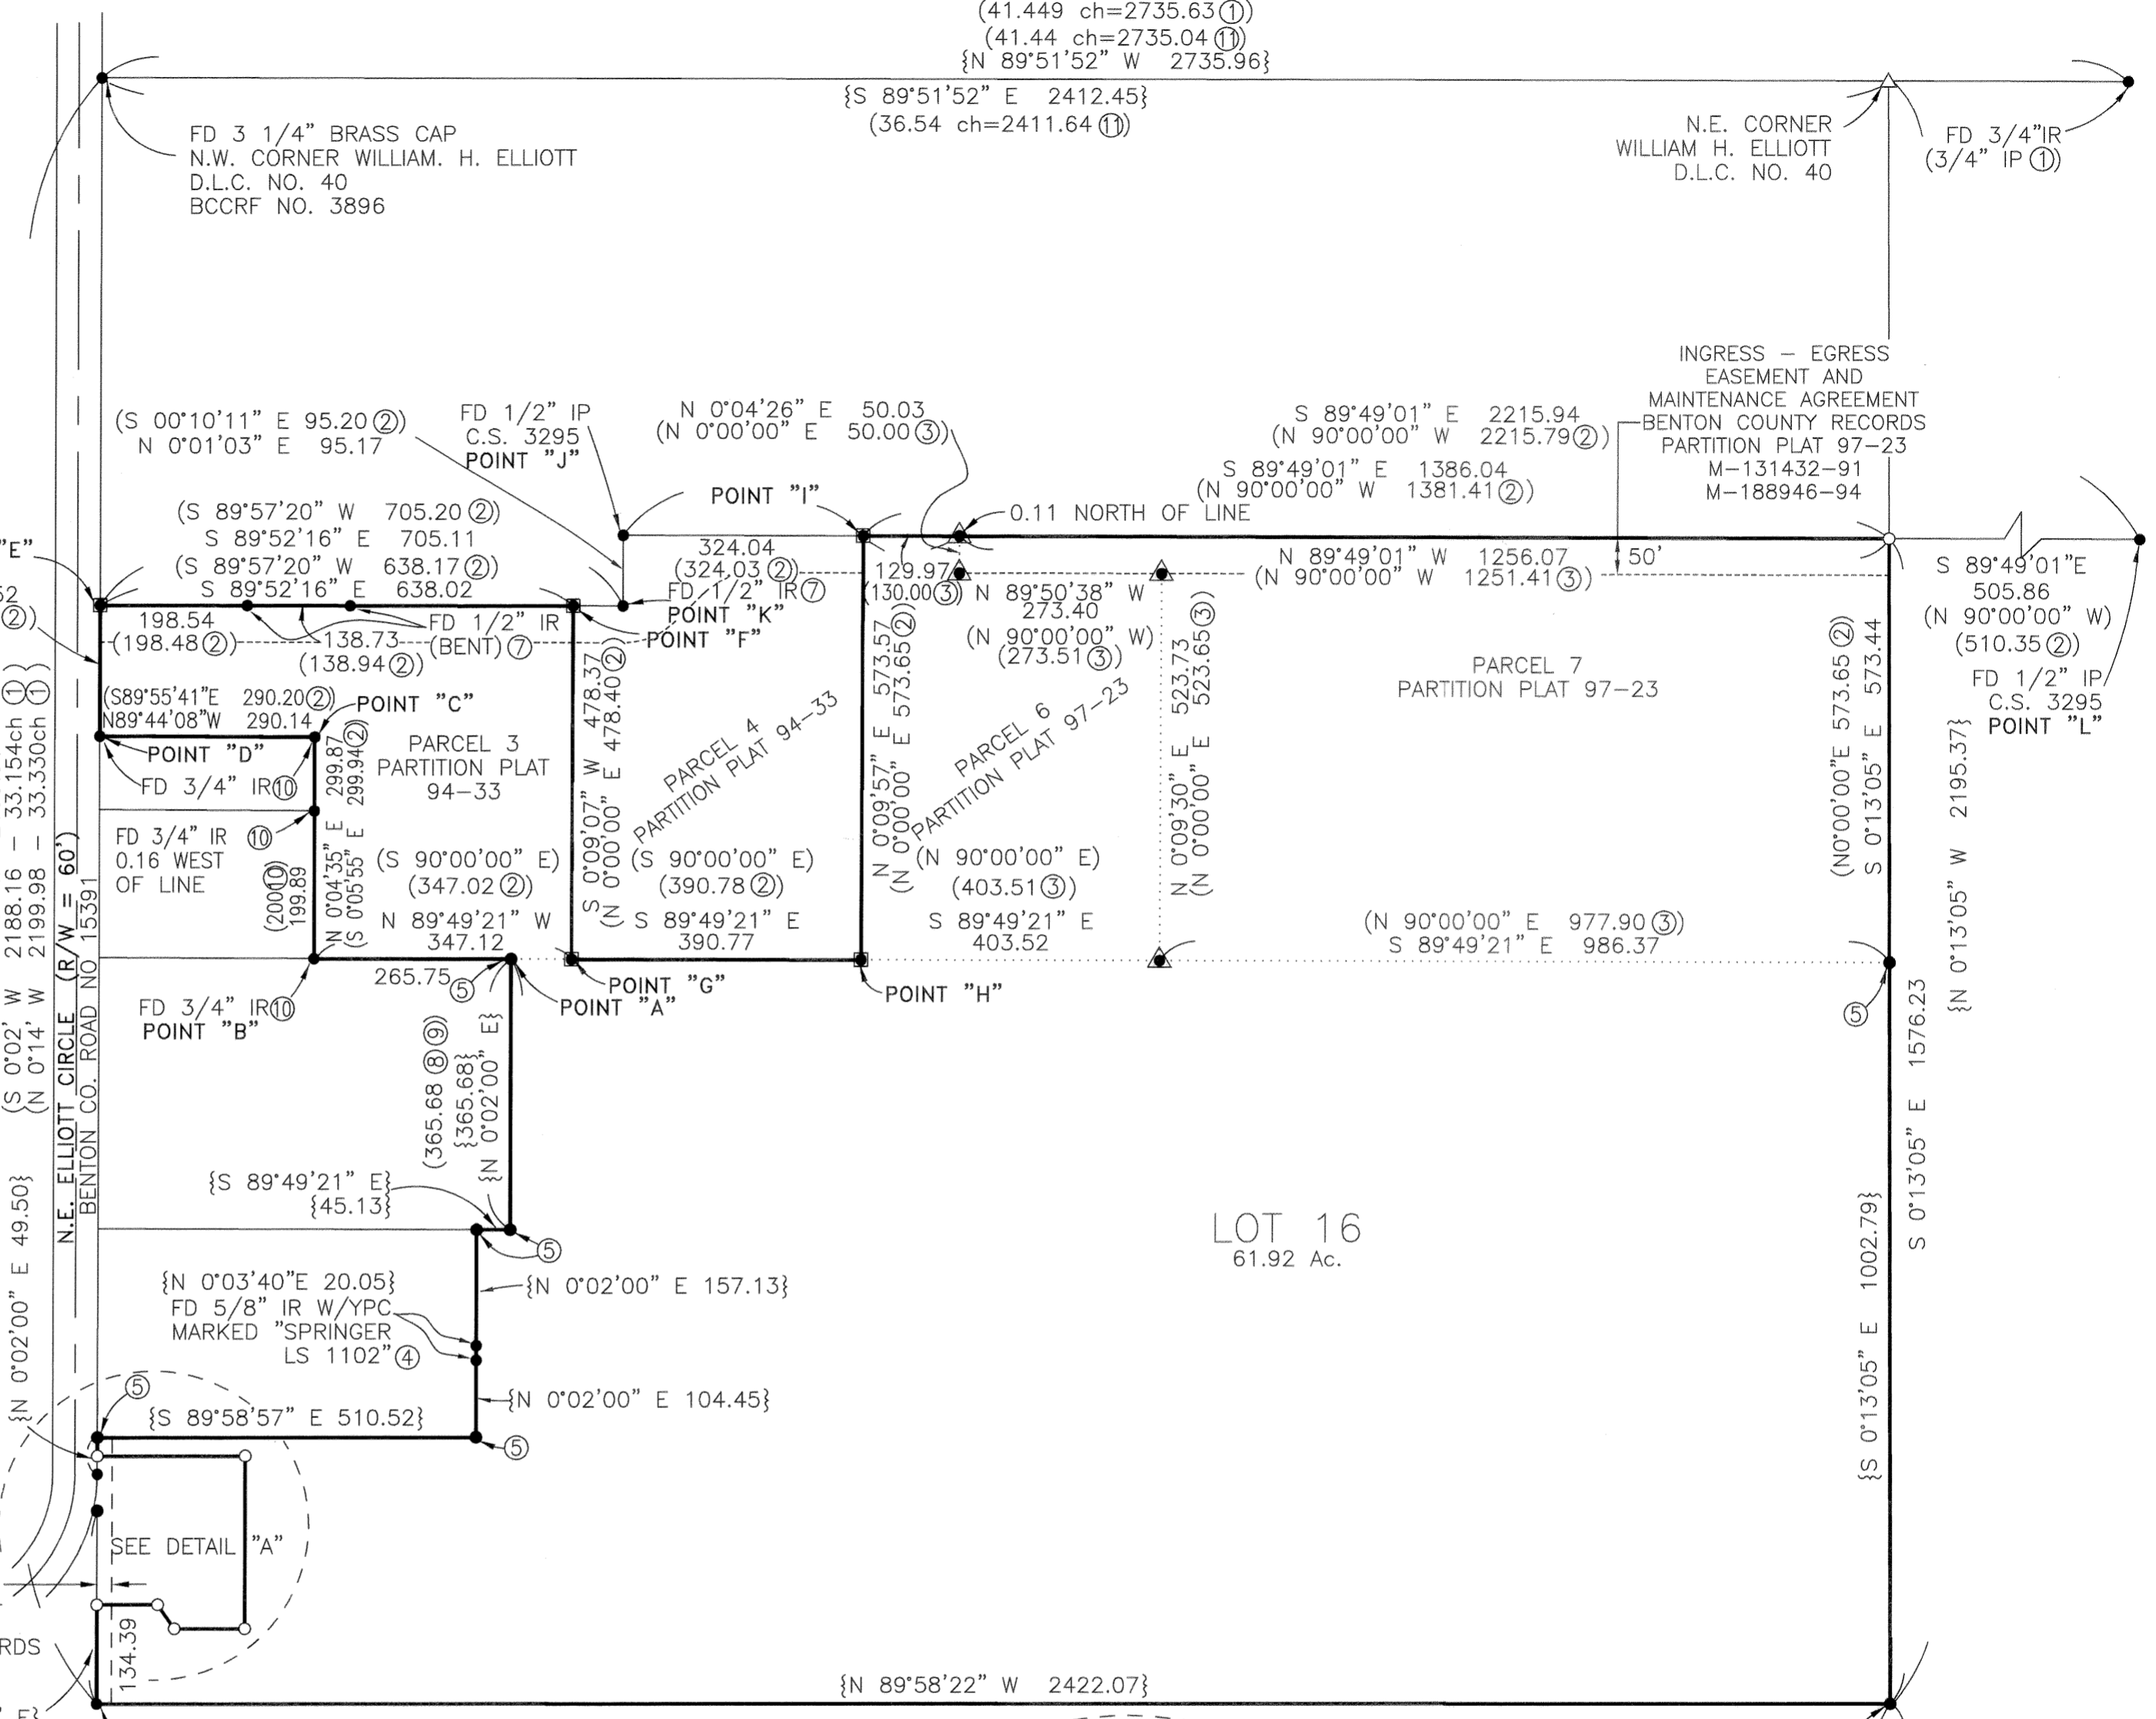 (41.449 ch=2735.63①)
(41.44 ch=2735.04⑪)
{N 89°51'52" W 2735.96}
{S 89°51'52" E 2412.45}
(36.54 ch=2411.64⑪)
FD 3 1/4" BRASS CAP
N.W. CORNER WILLIAM. H. ELLIOTT
D.L.C. NO. 40
BCCRF NO. 3896
N.E. CORNER
WILLIAM H. ELLIOTT
D.L.C. NO. 40
FD 3/4"IR
(3/4" IP①)
INGRESS – EGRESS
EASEMENT AND
MAINTENANCE AGREEMENT
BENTON COUNTY RECORDS
PARTITION PLAT 97–23
M–131432–91
M–188946–94
(S 00°10'11" E 95.20②)
N 0°01'03" E 95.17
FD 1/2" IP
C.S. 3295
POINT "J"
N 0°04'26" E 50.03
(N 0°00'00" E 50.00③)
S 89°49'01" E 2215.94
(N 90°00'00" W 2215.79②)
S 89°49'01" E 1386.04
(N 90°00'00" W 1381.41②)
POINT "I"
0.11 NORTH OF LINE
(S 89°57'20" W 705.20②)
S 89°52'16" E 705.11
(S 89°57'20" W 638.17②)
S 89°52'16" E 638.02
"E"
324.04
(324.03②)
FD 1/2" IR⑦
POINT "K"
POINT "F"
129.97
(130.00③)
N 89°49'01" W 1256.07
(N 90°00'00" W 1251.41③)
50'
N 89°50'38" W
273.40
(N 90°00'00" W)
(273.51③)
S 89°49'01"E
505.86
(N 90°00'00" W)
(510.35②)
FD 1/2" IP
C.S. 3295
POINT "L"
198.54
(198.48②)
138.73
(138.94②)
FD 1/2" IR
(BENT)⑦
52
②)
(S89°55'41"E 290.20②)
N89°44'08"W 290.14
POINT "C"
POINT "D"
FD 3/4" IR⑩
PARCEL 3
PARTITION PLAT
94–33
PARCEL 4
PARTITION PLAT 94–33
PARCEL 6
PARTITION PLAT 97–23
PARCEL 7
PARTITION PLAT 97–23
N 0°04'35" E 299.87
(S 0°05'55" E 299.94②)
S 0°09'07" W 478.37
(N 0°00'00" E 478.40②)
N 0°09'57" E 573.57
(N 0°00'00" E 573.65②)
N 0°09'30" E 523.73
(N 0°00'00" E 523.65③)
(N0°00'00"E 573.65②)
S 0°13'05" E 573.44
{N 0°13'05" W 2195.37}
FD 3/4" IR ⑩
0.16 WEST
OF LINE
(200⑩)
199.89
(S 90°00'00" E)
(347.02②)
N 89°49'21" W
347.12
(S 90°00'00" E)
(390.78②)
S 89°49'21" E
390.77
(N 90°00'00" E)
(403.51③)
S 89°49'21" E
403.52
(N 90°00'00" E 977.90③)
S 89°49'21" E 986.37
265.75
⑤
POINT "G"
POINT "A"
POINT "H"
⑤
FD 3/4" IR⑩
POINT "B"
(S 0°02' W 2188.16 – 33.154ch①)
(N 0°14' W 2199.98 – 33.330ch①)
N.E. ELLIOTT CIRCLE (R/W = 60')
BENTON CO. ROAD NO 15391
(365.68⑧⑨)
{365.68}
{N 0°02'00" E}
S 0°13'05" E 1576.23
{S 0°13'05" E 1002.79}
{S 89°49'21" E}
{45.13}
⑤
LOT 16
61.92 Ac.
{N 0°02'00" E 49.50}
{N 0°03'40"E 20.05}
FD 5/8" IR W/YPC
MARKED "SPRINGER
LS 1102"④
{N 0°02'00" E 157.13}
{N 0°02'00" E 104.45}
⑤
{S 89°58'57" E 510.52}
⑤
SEE DETAIL "A"
134.39
RDS
E}
{N 89°58'22" W 2422.07}